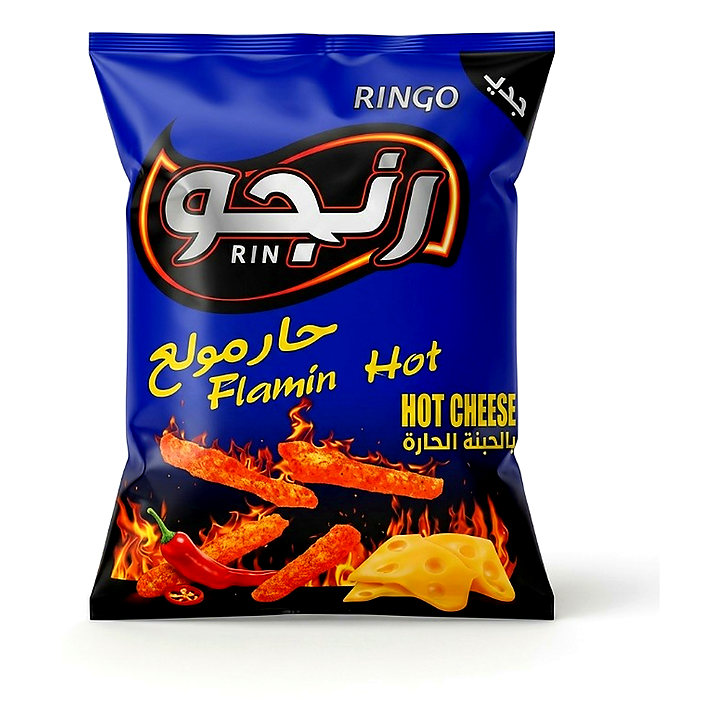 RINGO
جديد
رنجو
RIN
حار مولع
Flamin Hot
HOT CHEESE
بالجبنة الحارة